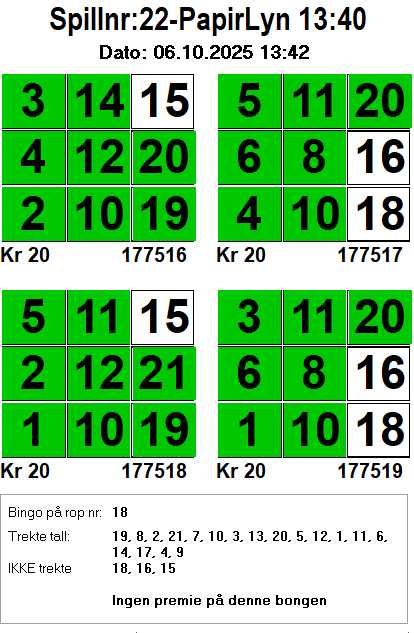 Spillnr:22-PapirLyn 13:40
Dato: 06.10.2025 13:42
3 14 15
4 12 20
2 10 19
Kr 20 177516
5 11 20
6 8 16
4 10 18
Kr 20 177517
5 11 15
2 12 21
1 10 19
Kr 20 177518
3 11 20
6 8 16
1 10 18
Kr 20 177519
Bingo på rop nr: 18
Trekte tall: 19, 8, 2, 21, 7, 10, 3, 13, 20, 5, 12, 1, 11, 6,
14, 17, 4, 9
IKKE trekte 18, 16, 15
Ingen premie på denne bongen